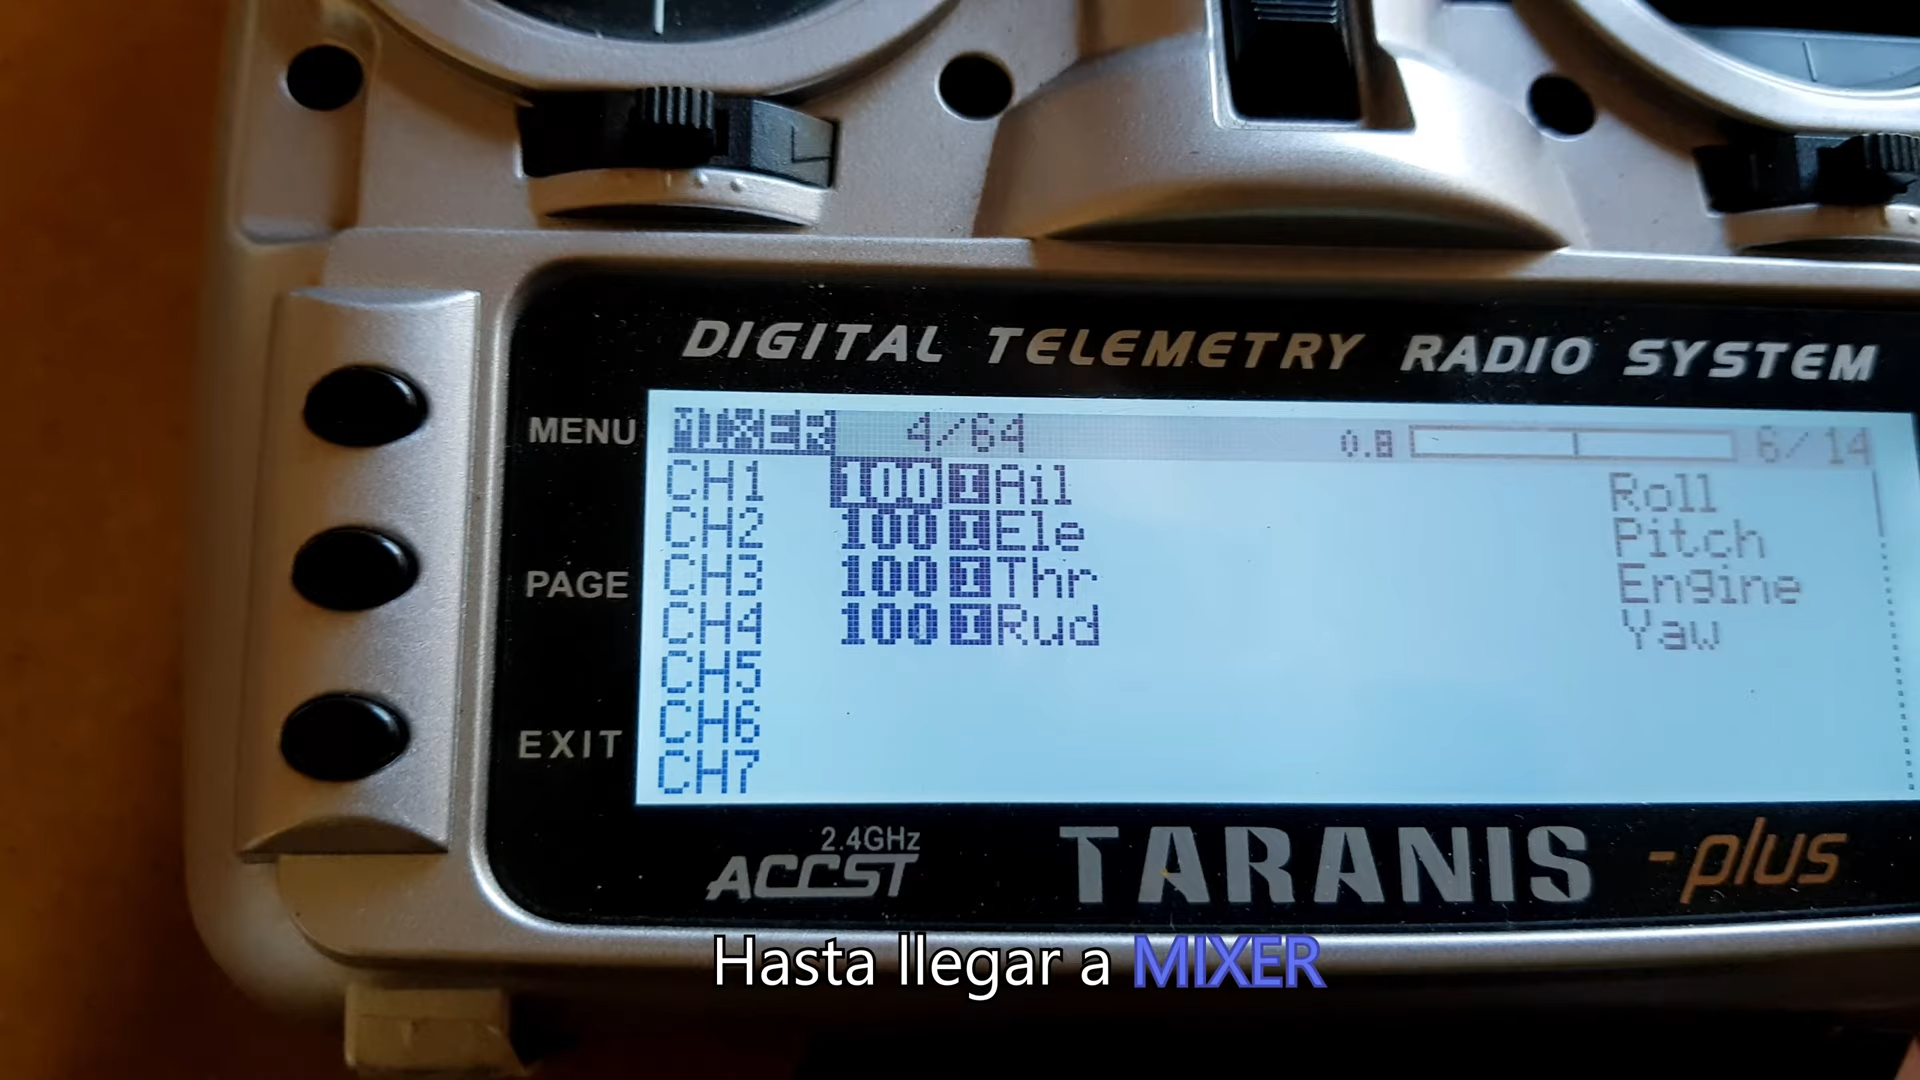 DIGITAL TELEMETRY RADIO SYSTEM
MENU
PAGE
EXIT
MIXER 4/64 0.8 6/14
CH1 100 I Ail Roll
CH2 100 I Ele Pitch
CH3 100 I Thr Engine
CH4 100 I Rud Yaw
CH5
CH6
CH7
2.4GHz
ACCST
TARANIS -plus
Hasta llegar a MIXER